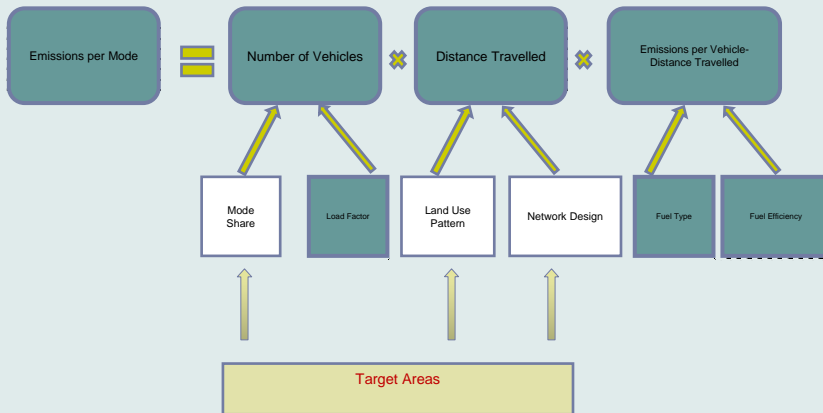 Emissions per Mode
Number of Vehicles
Distance Travelled
Emissions per Vehicle-
Distance Travelled
Mode
Share
Load Factor
Land Use
Pattern
Network Design
Fuel Type
Fuel Efficiency
Target Areas